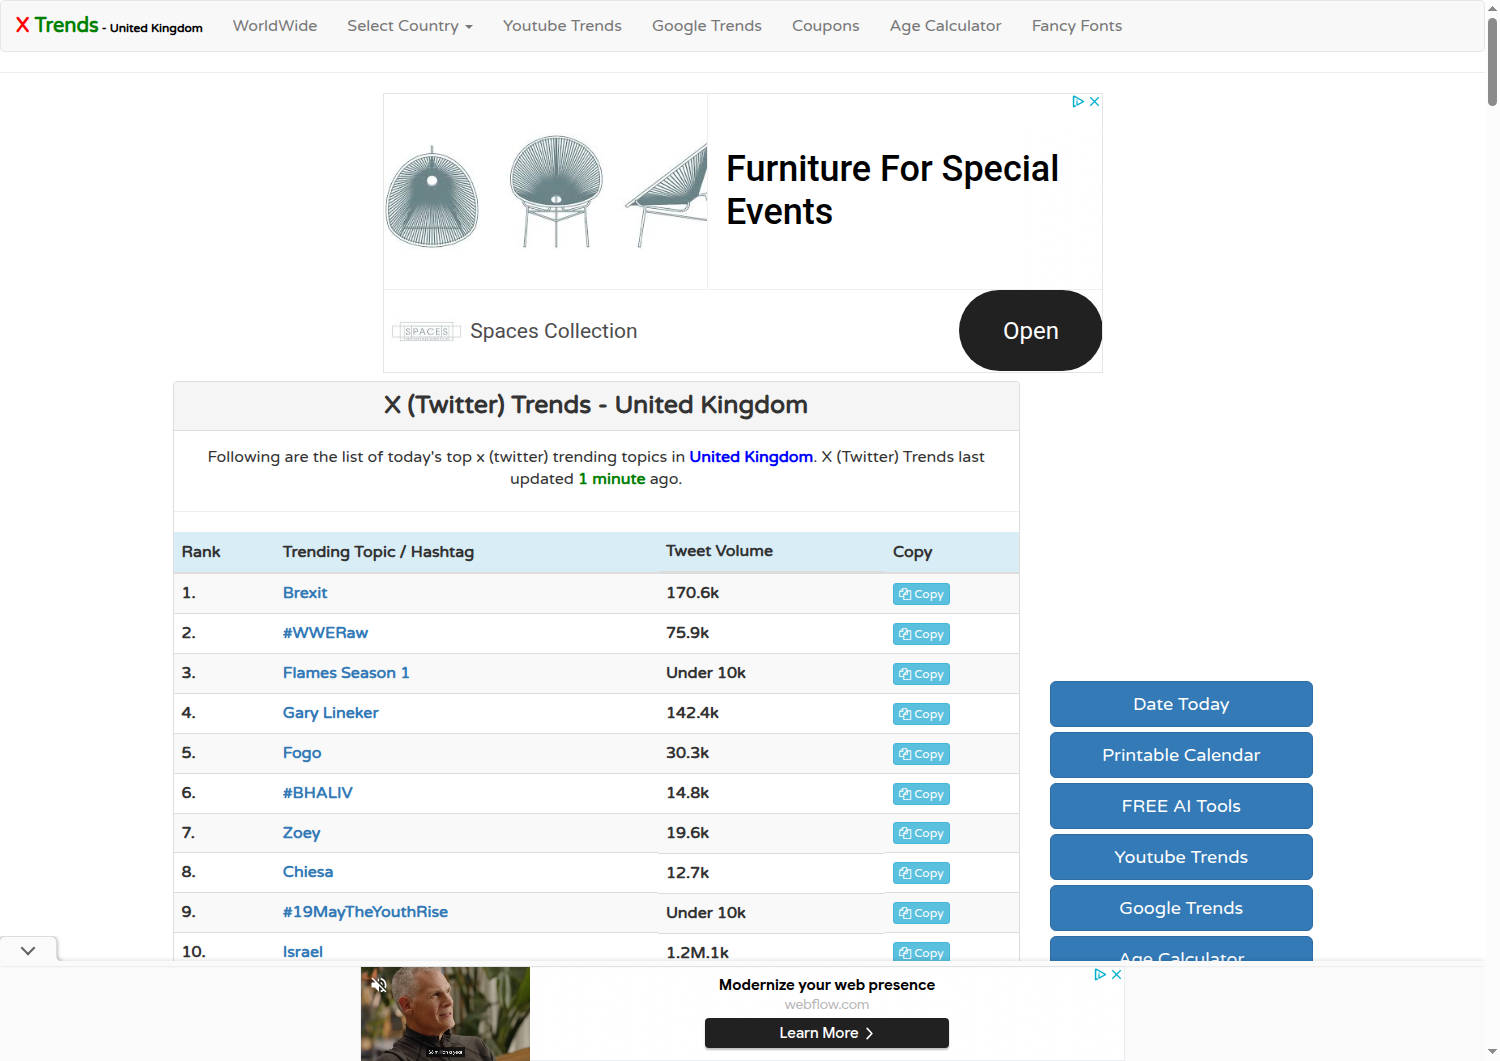 X Trends - United Kingdom
WorldWide
Select Country
Youtube Trends
Google Trends
Coupons
Age Calculator
Fancy Fonts
Furniture For Special
Events
SPACES
Spaces Collection
Open
X (Twitter) Trends - United Kingdom
Following are the list of today's top x (twitter) trending topics in United Kingdom. X (Twitter) Trends last
updated 1 minute ago.
Rank Trending Topic / Hashtag Tweet Volume Copy
1. Brexit 170.6k Copy
2. #WWERaw 75.9k Copy
3. Flames Season 1 Under 10k Copy
4. Gary Lineker 142.4k Copy
5. Fogo 30.3k Copy
6. #BHALIV 14.8k Copy
7. Zoey 19.6k Copy
8. Chiesa 12.7k Copy
9. #19MayTheYouthRise Under 10k Copy
10. Israel 1.2M.1k Copy
Date Today
Printable Calendar
FREE AI Tools
Youtube Trends
Google Trends
Age Calculator
Modernize your web presence
webflow.com
Learn More